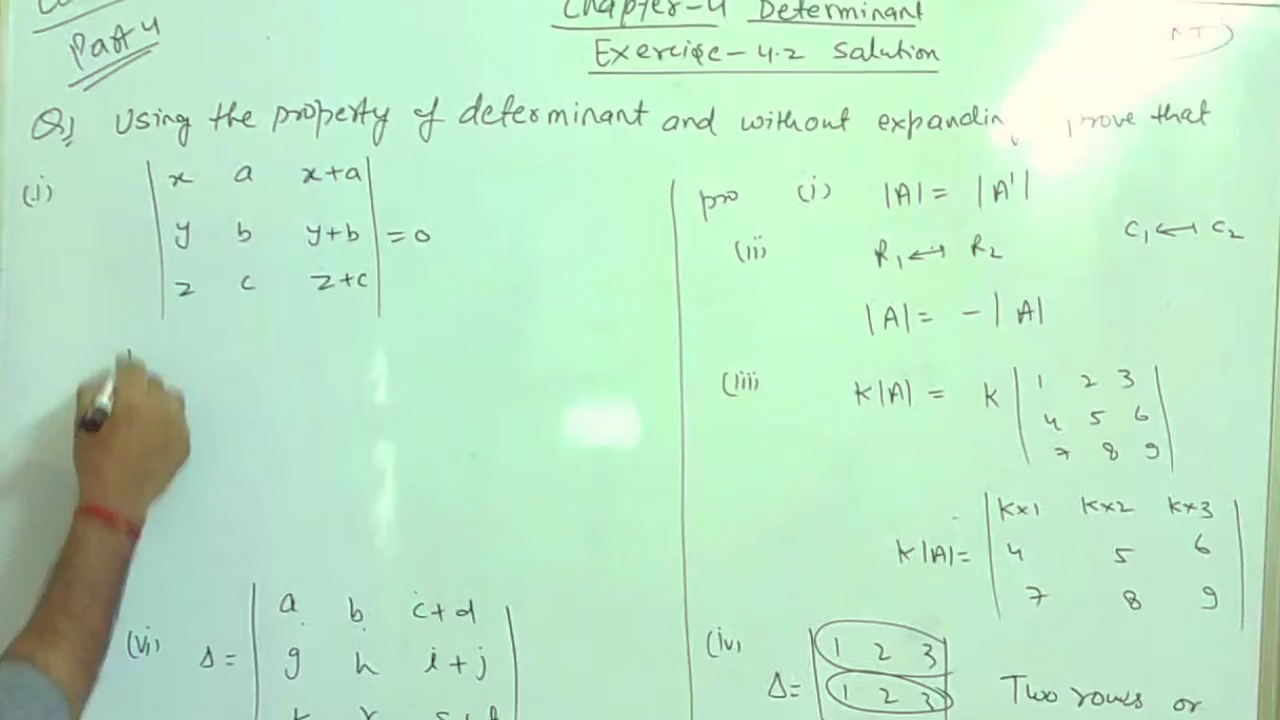 Part 4
Chapter-4 Determinant
Exercise-4.2 Solution
Q1 Using the property of determinant and without expandin prove that
(i) | x a x+a |
| y b y+b | = 0
| z c z+c |
(vi) Δ = | a b c+d |
| g h i+j |
pro (i) |A| = |A'|
(ii) R1 ↔ R2 C1 ↔ C2
|A| = - |A|
(iii) K|A| = K | 1 2 3 |
| 4 5 6 |
| 7 8 9 |
K|A| = | K×1 K×2 K×3 |
| 4 5 6 |
| 7 8 9 |
(iv) Δ = | 1 2 3 |
| 1 2 3 | Two rows or